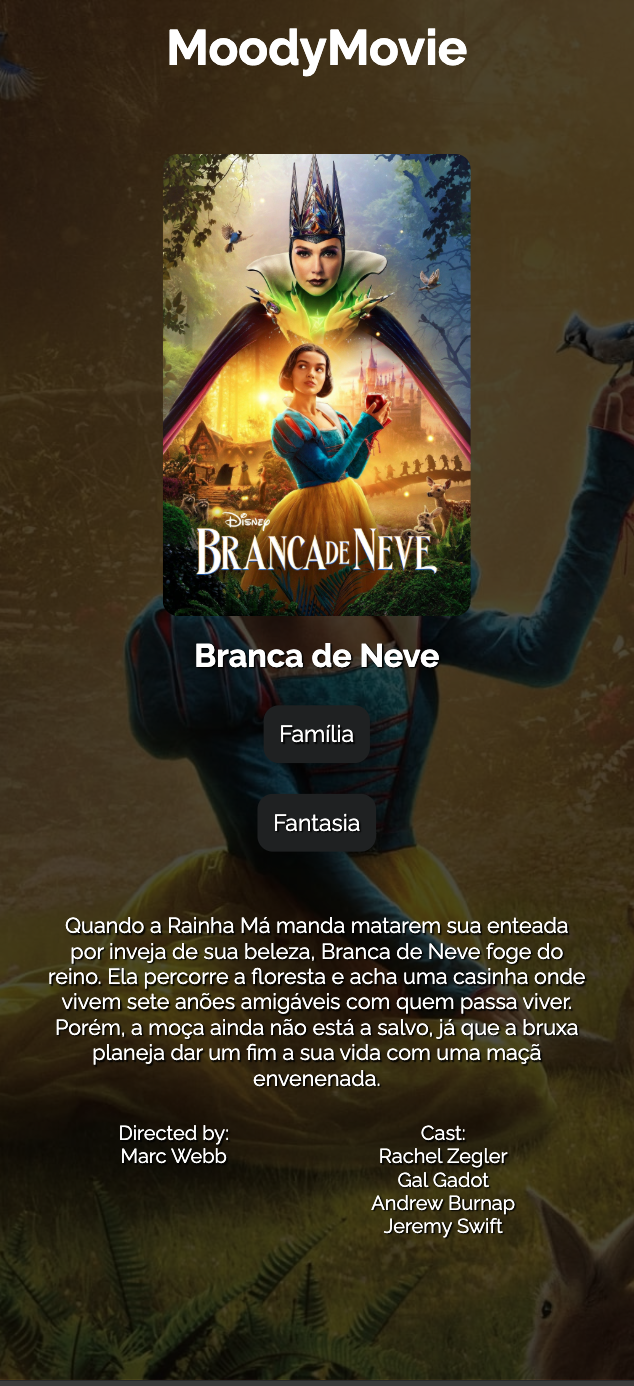 MoodyMovie
Disney
BRANCA DE NEVE
Branca de Neve
Família
Fantasia
Quando a Rainha Má manda matarem sua enteada
por inveja de sua beleza, Branca de Neve foge do
reino. Ela percorre a floresta e acha uma casinha onde
vivem sete anões amigáveis com quem passa viver.
Porém, a moça ainda não está a salvo, já que a bruxa
planeja dar um fim a sua vida com uma maçã
envenenada.
Directed by:
Marc Webb
Cast:
Rachel Zegler
Gal Gadot
Andrew Burnap
Jeremy Swift